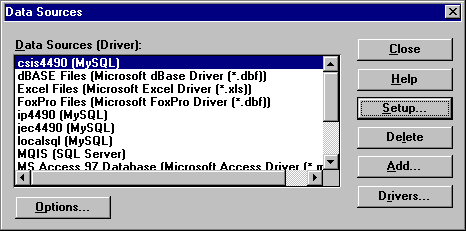 Data Sources
Data Sources (Driver):
csis4490 (MySQL)
dBASE Files (Microsoft dBase Driver (*.dbf))
Excel Files (Microsoft Excel Driver (*.xls))
FoxPro Files (Microsoft FoxPro Driver (*.dbf))
ip4490 (MySQL)
jec4490 (MySQL)
localsql (MySQL)
MQIS (SQL Server)
MS Access 97 Database (Microsoft Access Driver (*.m
Close
Help
Setup...
Delete
Add...
Drivers...
Options...